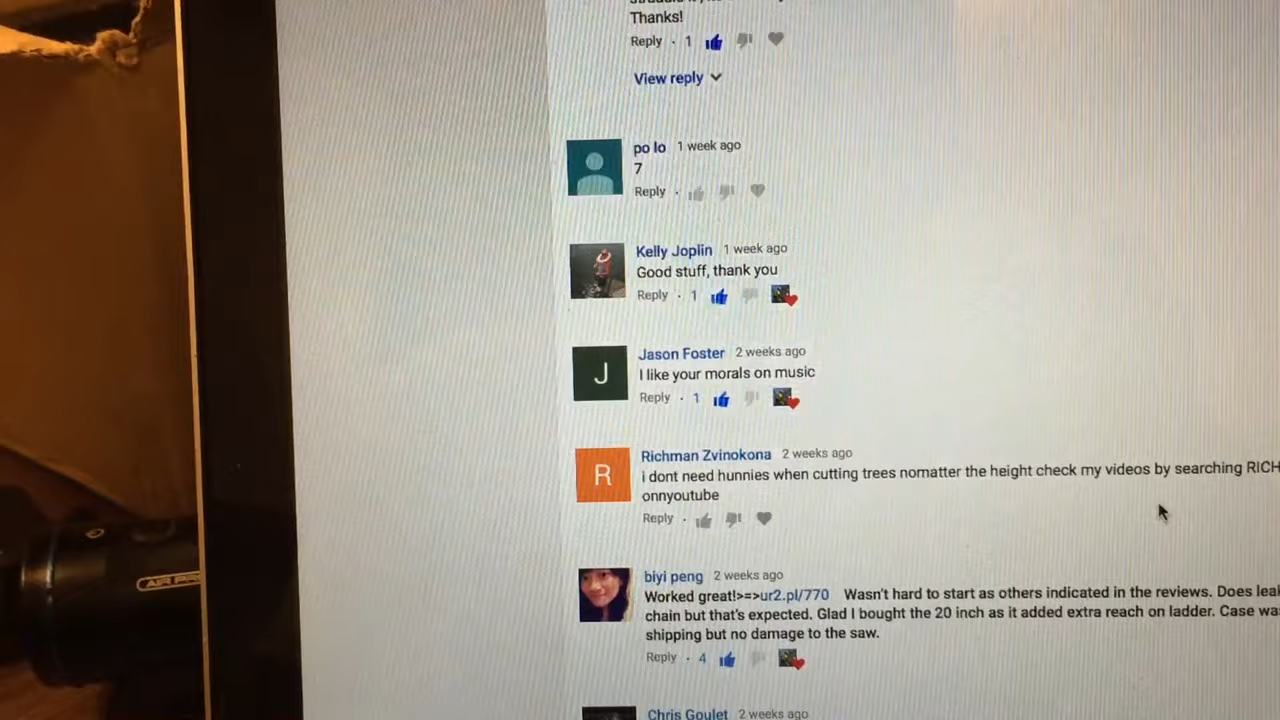 Thanks!
Reply · 1
View reply
po lo 1 week ago
7
Reply ·
Kelly Joplin 1 week ago
Good stuff, thank you
Reply · 1
J
Jason Foster 2 weeks ago
I like your morals on music
Reply · 1
R
Richman Zvinokona 2 weeks ago
i dont need hunnies when cutting trees nomatter the height check my videos by searching RICH
onnyoutube
Reply ·
biyi peng 2 weeks ago
Worked great!>=>ur2.pl/770 Wasn't hard to start as others indicated in the reviews. Does leak
chain but that's expected. Glad I bought the 20 inch as it added extra reach on ladder. Case was
shipping but no damage to the saw.
Reply · 4
Chris Goulet 2 weeks ago
AIR PR